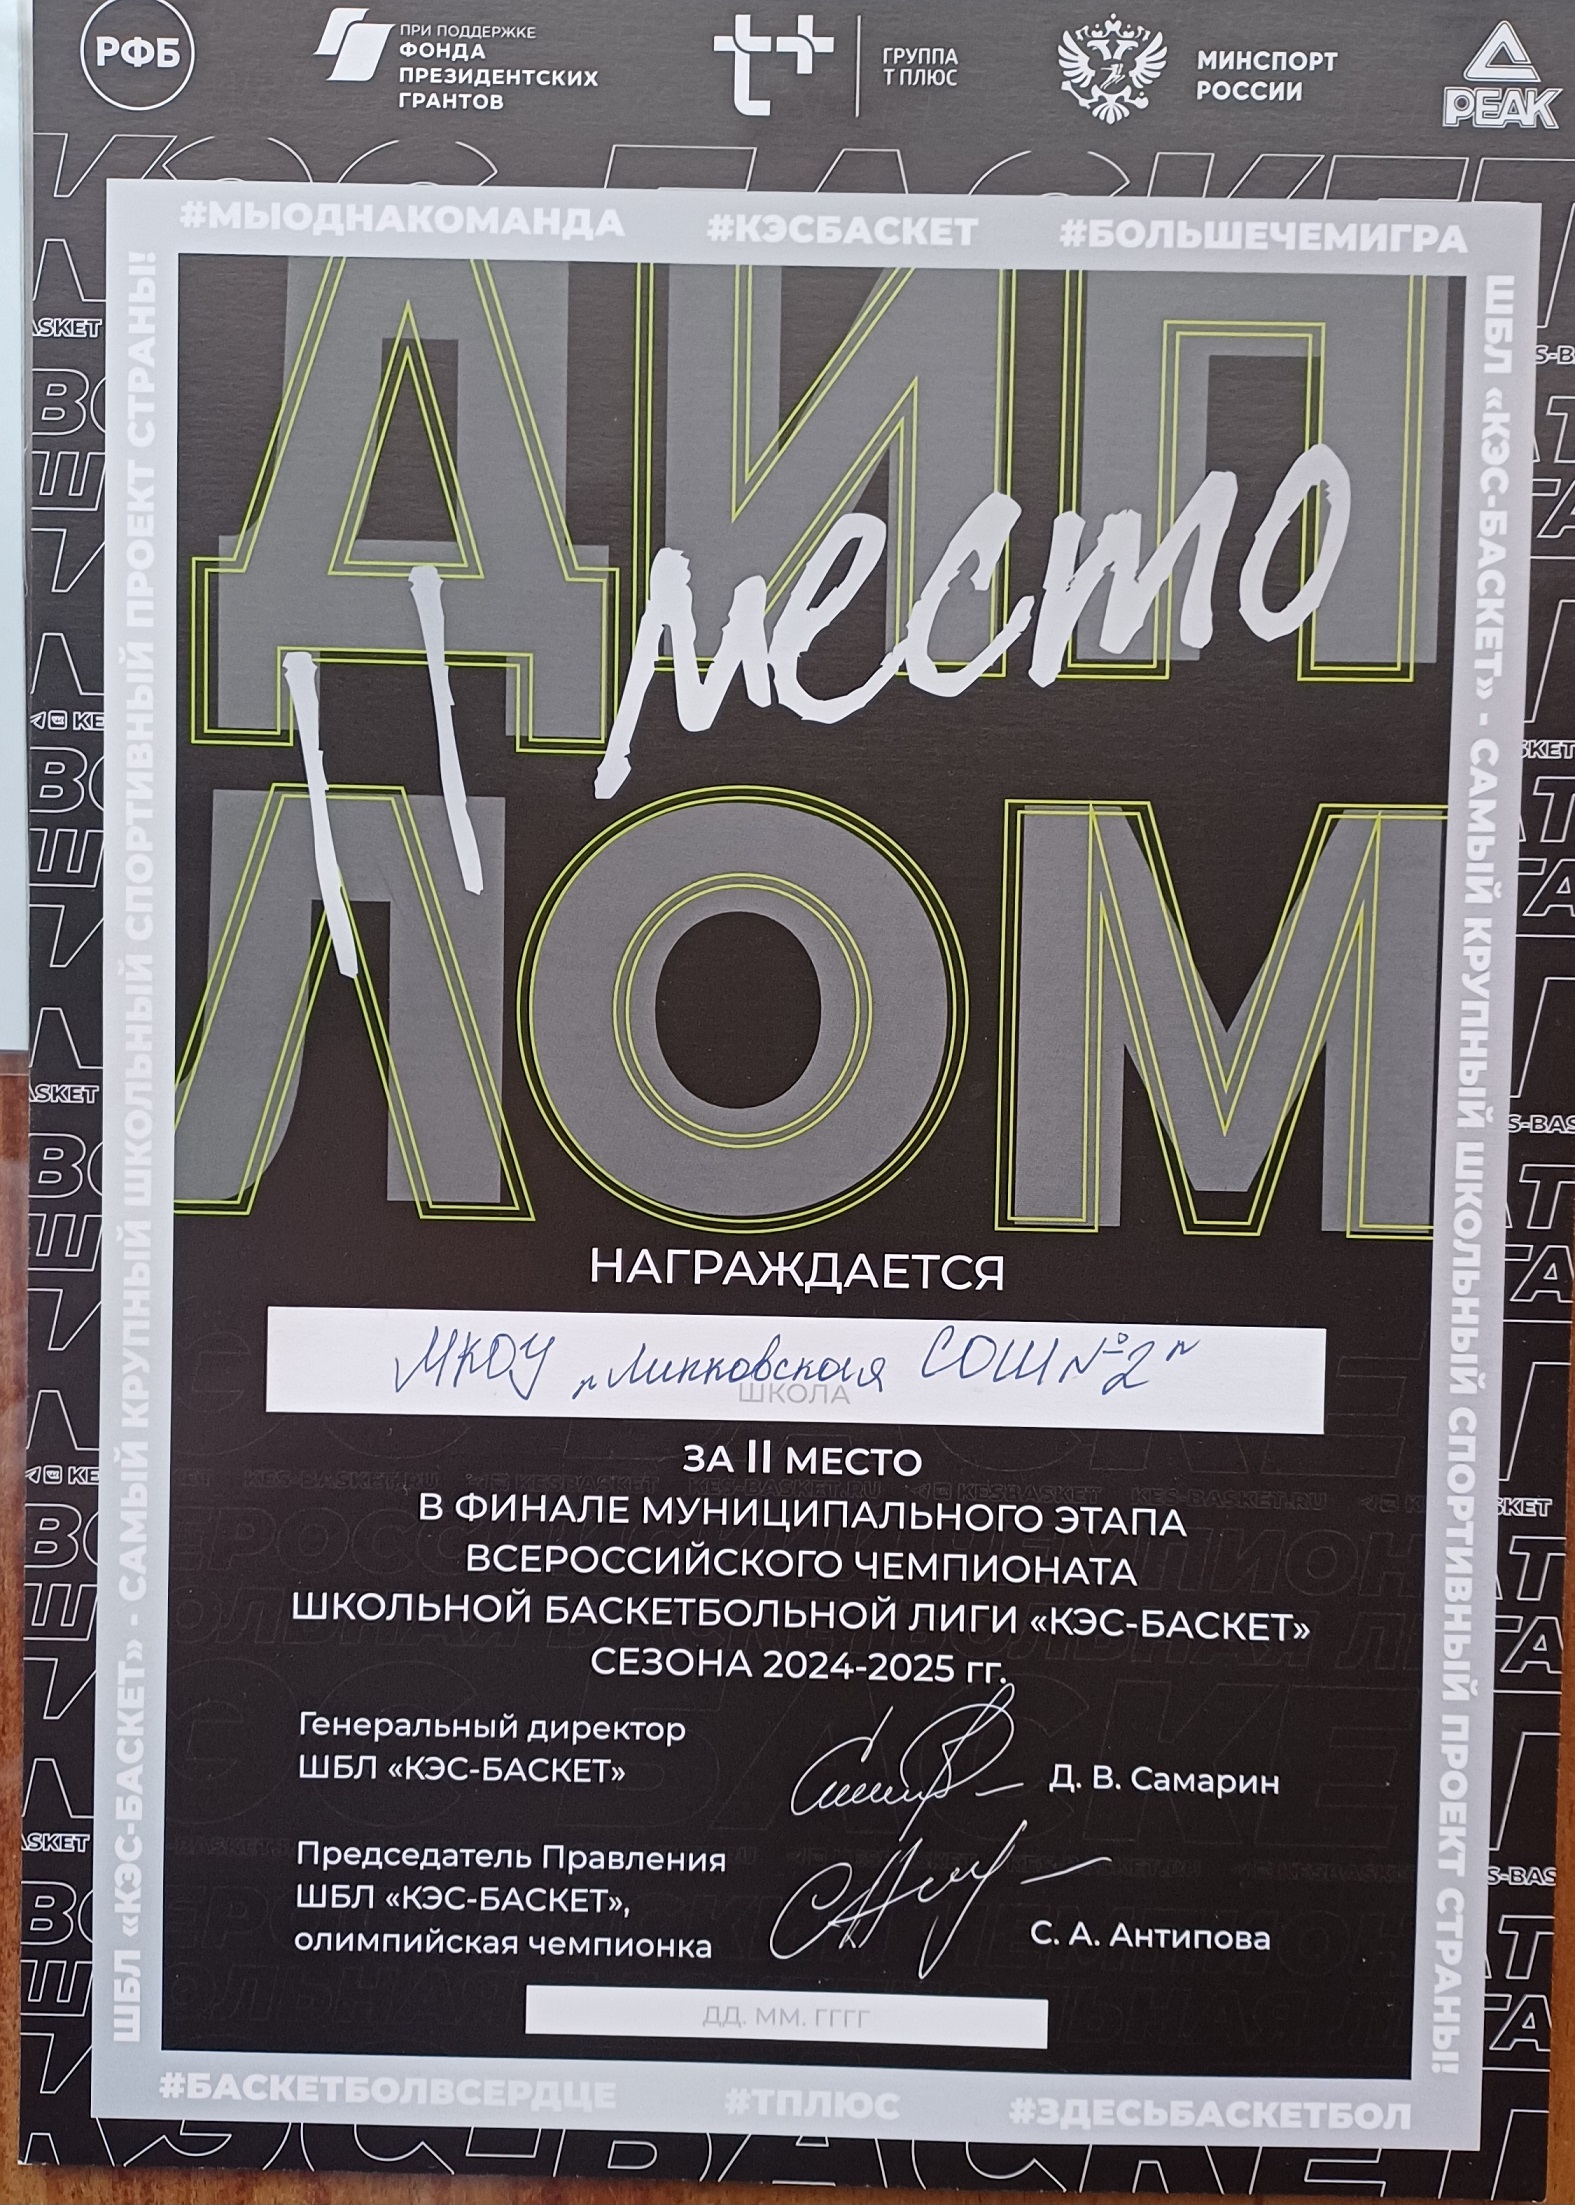 РФБ
ПРИ ПОДДЕРЖКЕ
ФОНДА
ПРЕЗИДЕНТСКИХ
ГРАНТОВ
ГРУППА
Т ПЛЮС
МИНСПОРТ
РОССИИ
PEAK
#МЫОДНАКОМАНДА #КЭСБАСКЕТ #БОЛЬШЕЧЕМИГРА
ШБЛ «КЭС-БАСКЕТ» - САМЫЙ КРУПНЫЙ ШКОЛЬНЫЙ СПОРТИВНЫЙ ПРОЕКТ СТРАНЫ!
ШБЛ «КЭС-БАСКЕТ» - САМЫЙ КРУПНЫЙ ШКОЛЬНЫЙ СПОРТИВНЫЙ ПРОЕКТ СТРАНЫ!
ДИП
II место
ЛОМ
НАГРАЖДАЕТСЯ
МКОУ "Липковская СОШ №2"
ШКОЛА
ЗА II МЕСТО
В ФИНАЛЕ МУНИЦИПАЛЬНОГО ЭТАПА
ВСЕРОССИЙСКОГО ЧЕМПИОНАТА
ШКОЛЬНОЙ БАСКЕТБОЛЬНОЙ ЛИГИ «КЭС-БАСКЕТ»
СЕЗОНА 2024-2025 гг.
Генеральный директор
ШБЛ «КЭС-БАСКЕТ»
Д. В. Самарин
Председатель Правления
ШБЛ «КЭС-БАСКЕТ»,
олимпийская чемпионка
С. А. Антипова
ДД. ММ. ГГГГ
#БАСКЕТБОЛВСЕРДЦЕ #ТПЛЮС #ЗДЕСЬБАСКЕТБОЛ